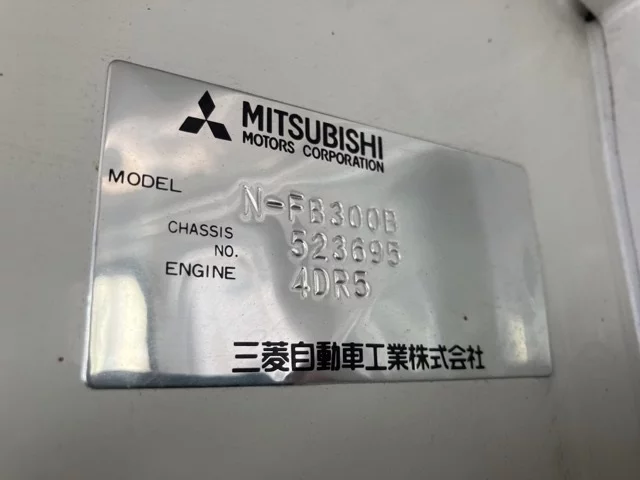 MITSUBISHI
MOTORS CORPORATION
MODEL N-FB300B
CHASSIS NO. 523695
ENGINE 4DR5
三菱自動車工業株式会社